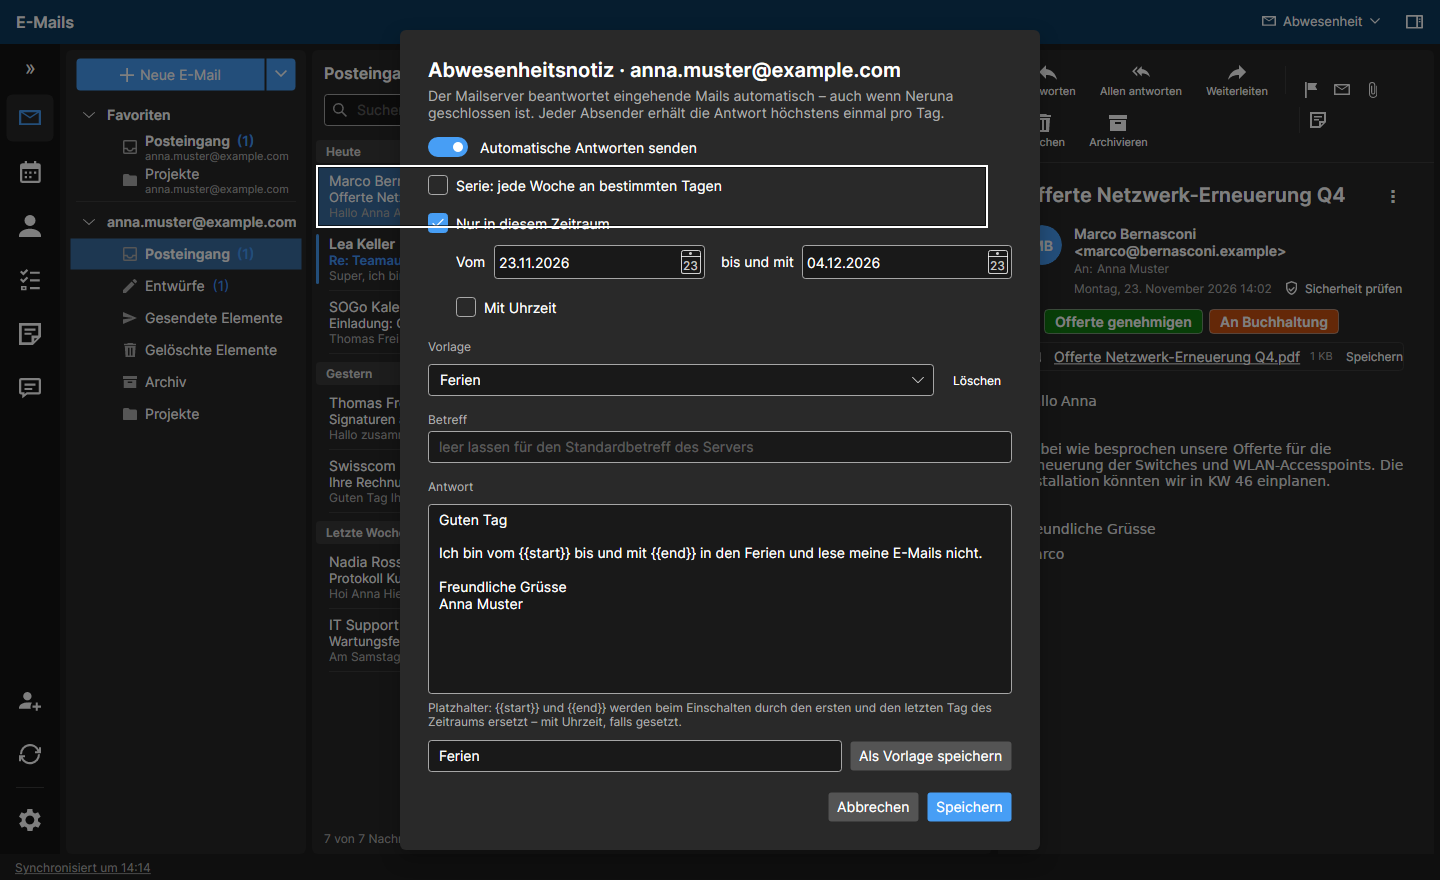 E-Mails
Abwesenheit
Neue E-Mail
Favoriten
Posteingang (1)
anna.muster@example.com
Projekte
anna.muster@example.com
anna.muster@example.com
Posteingang (1)
Entwürfe (1)
Gesendete Elemente
Gelöschte Elemente
Archiv
Projekte
Synchronisiert um 14:14
Posteinga
Suche
Heute
Marco Ber
Offerte Net
Hallo Anna A
Lea Keller
Re: Teamau
Super, ich bi
SOGo Kale
Einladung: 
Thomas Frei
Gestern
Thomas Fr
Signaturen
Hallo zusam
Swisscom
Ihre Rechnu
Guten Tag Ih
Letzte Woch
Nadia Ross
Protokoll Ku
Hoi Anna Hie
IT Support
Wartungsfe
Am Samstag
7 von 7 Nachr
Abwesenheitsnotiz · anna.muster@example.com
Der Mailserver beantwortet eingehende Mails automatisch – auch wenn Neruna
geschlossen ist. Jeder Absender erhält die Antwort höchstens einmal pro Tag.
Automatische Antworten senden
Serie: jede Woche an bestimmten Tagen
Nur in diesem Zeitraum
Vom 23.11.2026 23 bis und mit 04.12.2026 23
Mit Uhrzeit
Vorlage
Ferien
Löschen
Betreff
leer lassen für den Standardbetreff des Servers
Antwort
Guten Tag
Ich bin vom {{start}} bis und mit {{end}} in den Ferien und lese meine E-Mails nicht.
Freundliche Grüsse
Anna Muster
Platzhalter: {{start}} und {{end}} werden beim Einschalten durch den ersten und den letzten Tag des
Zeitraums ersetzt – mit Uhrzeit, falls gesetzt.
Ferien
Als Vorlage speichern
Abbrechen
Speichern
worten
Allen antworten
Weiterleiten
chen
Archivieren
fferte Netzwerk-Erneuerung Q4
MB
Marco Bernasconi
<marco@bernasconi.example>
An: Anna Muster
Montag, 23. November 2026 14:02
Sicherheit prüfen
Offerte genehmigen
An Buchhaltung
Offerte Netzwerk-Erneuerung Q4.pdf 1 KB Speichern
llo Anna
bei wie besprochen unsere Offerte für die
neuerung der Switches und WLAN-Accesspoints. Die
stallation könnten wir in KW 46 einplanen.
eundliche Grüsse
arco